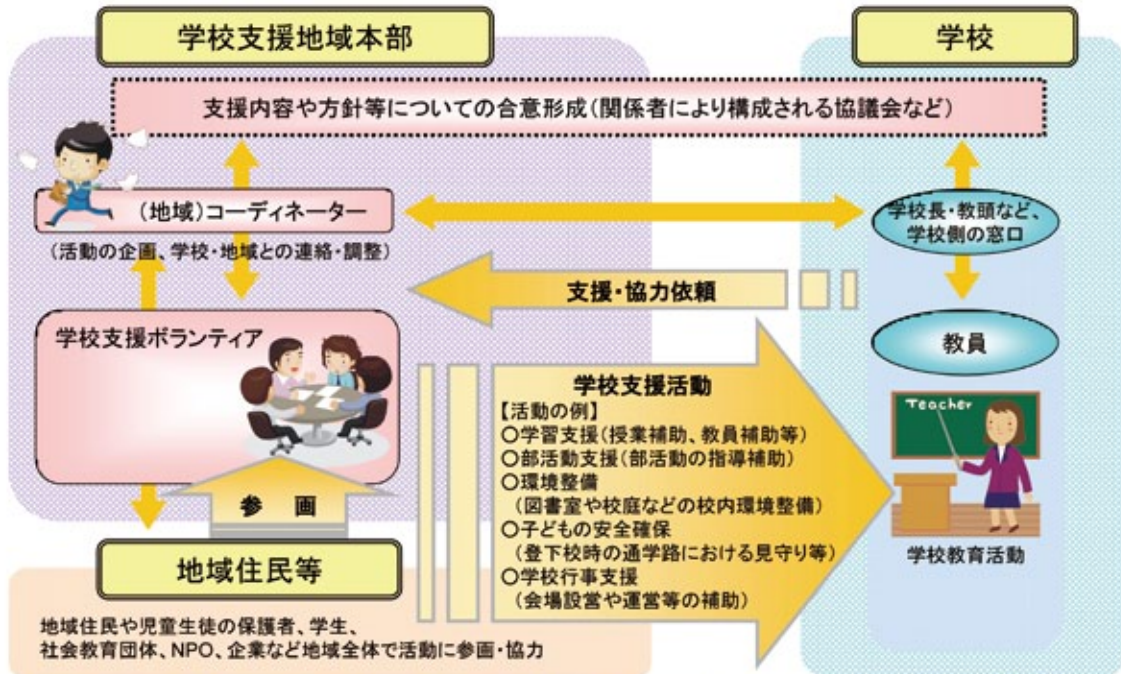 学校支援地域本部
学校
支援内容や方針等についての合意形成(関係者により構成される協議会など)
(地域)コーディネーター
(活動の企画、学校・地域との連絡・調整)
学校長・教頭など、
学校側の窓口
支援・協力依頼
学校支援ボランティア
教員
学校支援活動
【活動の例】
○学習支援(授業補助、教員補助等)
○部活動支援(部活動の指導補助)
○環境整備
(図書室や校庭などの校内環境整備)
○子どもの安全確保
(登下校時の通学路における見守り等)
○学校行事支援
(会場設営や運営等の補助)
Teacher
学校教育活動
参 画
地域住民等
地域住民や児童生徒の保護者、学生、
社会教育団体、NPO、企業など地域全体で活動に参画・協力